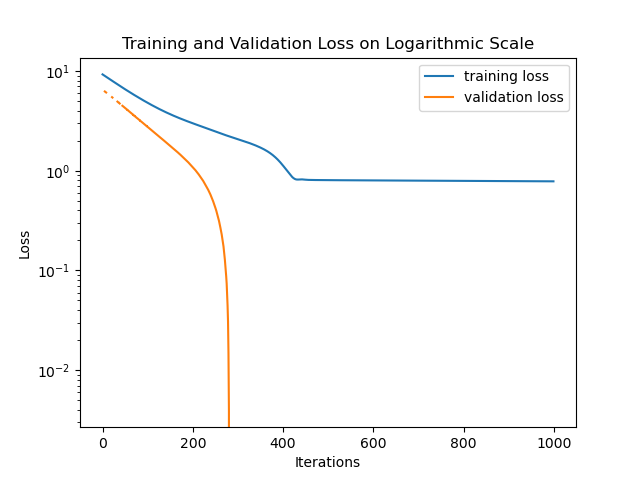 Training and Validation Loss on Logarithmic Scale
training loss
validation loss
10¹
10⁰
10⁻¹
10⁻²
Loss
0
200
400
600
800
1000
Iterations